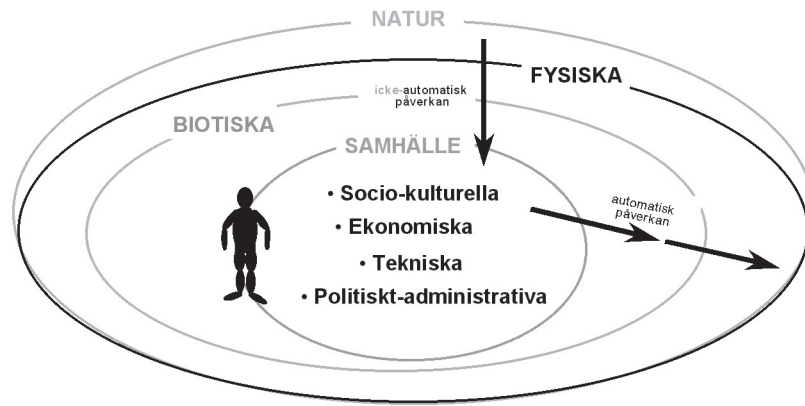 NATUR
FYSISKA
icke-automatisk
påverkan
BIOTISKA
SAMHÄLLE
• Socio-kulturella
• Ekonomiska
• Tekniska
• Politiskt-administrativa
automatisk
påverkan